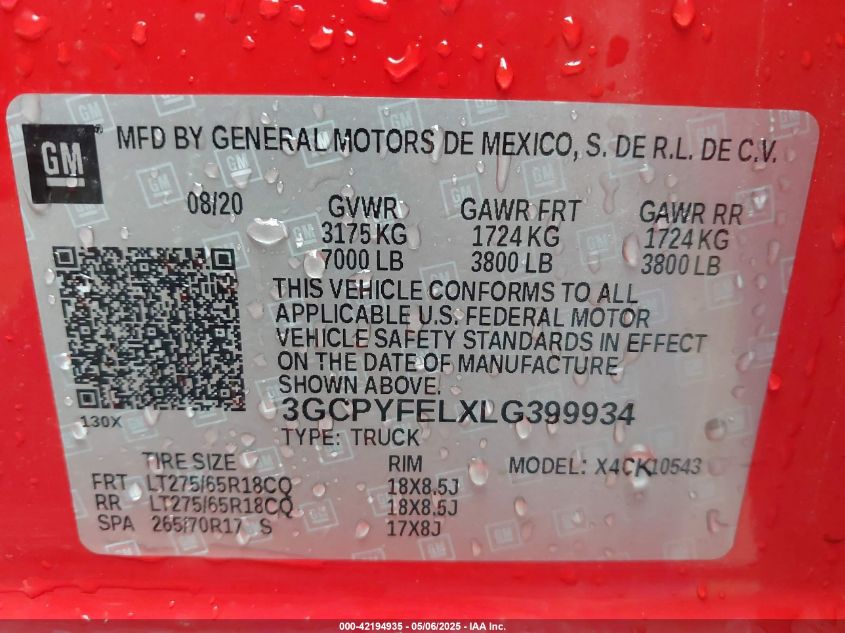 GM
MFD BY GENERAL MOTORS DE MEXICO, S. DE R.L. DE C.V.
08/20 GVWR GAWR FRT GAWR RR
3175 KG 1724 KG 1724 KG
7000 LB 3800 LB 3800 LB
THIS VEHICLE CONFORMS TO ALL
APPLICABLE U.S. FEDERAL MOTOR
VEHICLE SAFETY STANDARDS IN EFFECT
ON THE DATE OF MANUFACTURE
SHOWN ABOVE.
130X
3GCPYFELXLG399934
TYPE: TRUCK
TIRE SIZE RIM MODEL: X4CK10543
FRT LT275/65R18CQ 18X8.5J
RR LT275/65R18CQ 18X8.5J
SPA 265/70R17 S 17X8J
000-42194935 - 05/06/2025 - IAA Inc.